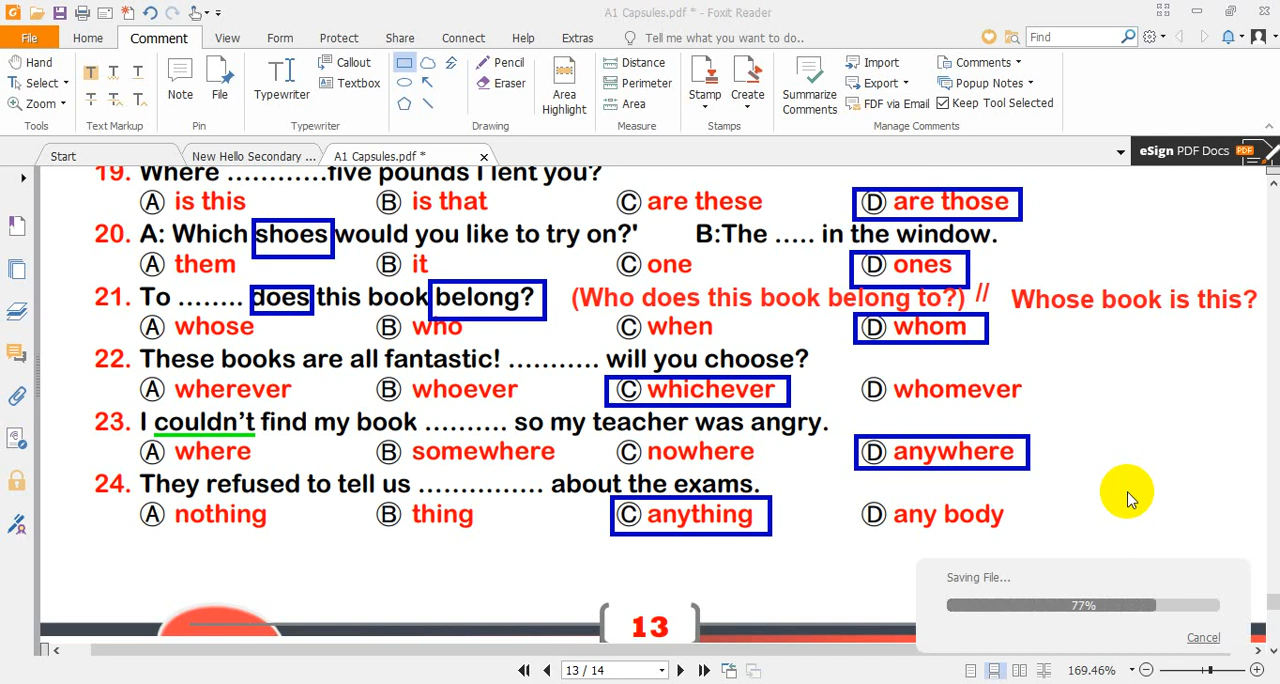 A1 Capsules.pdf * - Foxit Reader
File Home Comment View Form Protect Share Connect Help Extras Tell me what you want to do.. Find
Hand
Select
Zoom
Tools
Text Markup
Note
File
Pin
Typewriter
Callout
Textbox
Typewriter
Pencil
Eraser
Drawing
Area Highlight
Distance
Perimeter
Area
Measure
Stamp
Create
Stamps
Summarize Comments
Import
Export
FDF via Email
Comments
Popup Notes
Keep Tool Selected
Manage Comments
Start New Hello Secondary ... A1 Capsules.pdf * eSign PDF Docs PDF
19. Where ............five pounds I lent you?
A is this B is that C are these D are those
20. A: Which shoes would you like to try on?' B:The ..... in the window.
A them B it C one D ones
21. To ........ does this book belong? (Who does this book belong to?) // Whose book is this?
A whose B who C when D whom
22. These books are all fantastic! ........... will you choose?
A wherever B whoever C whichever D whomever
23. I couldn't find my book .......... so my teacher was angry.
A where B somewhere C nowhere D anywhere
24. They refused to tell us ............... about the exams.
A nothing B thing C anything D any body
Saving File...
77%
Cancel
13
13 / 14 169.46%